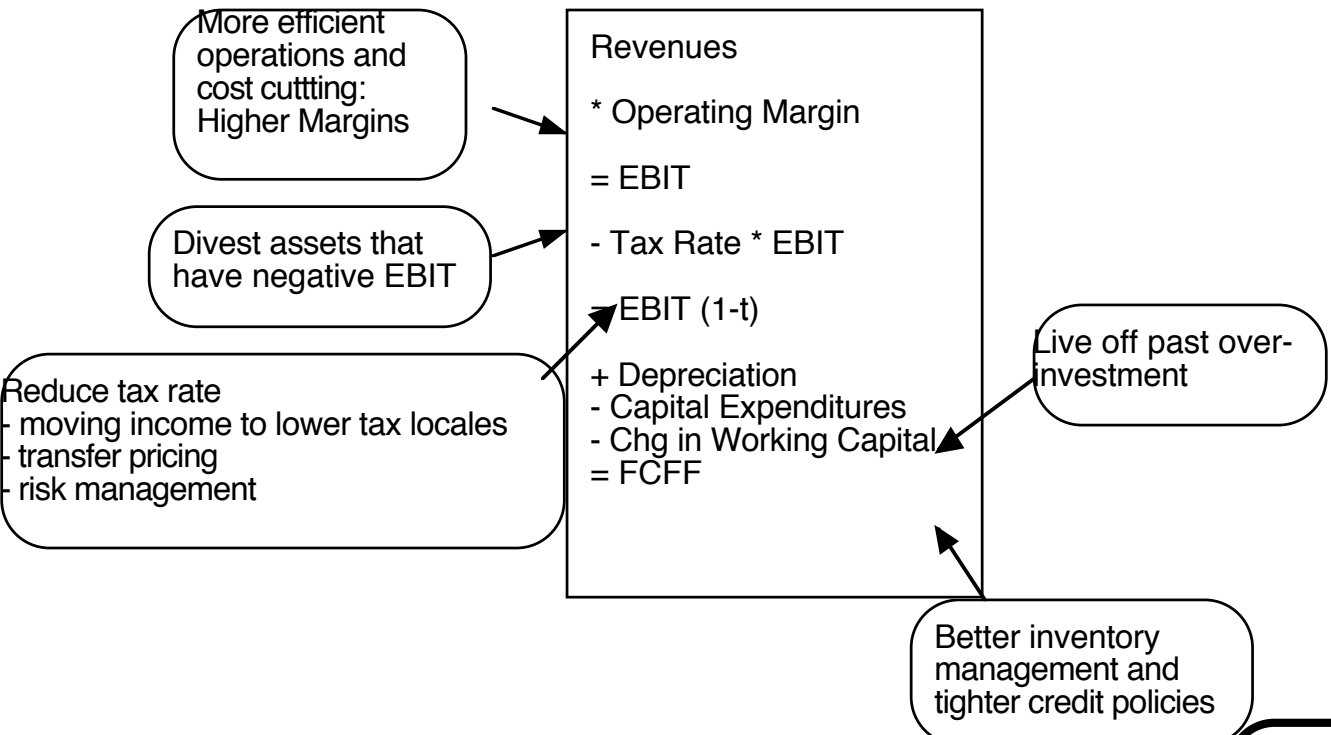 More efficient
operations and
cost cuttting:
Higher Margins
Divest assets that
have negative EBIT
Reduce tax rate
- moving income to lower tax locales
- transfer pricing
- risk management
Revenues
* Operating Margin
= EBIT
- Tax Rate * EBIT
= EBIT (1-t)
+ Depreciation
- Capital Expenditures
- Chg in Working Capital
= FCFF
Live off past over-
investment
Better inventory
management and
tighter credit policies